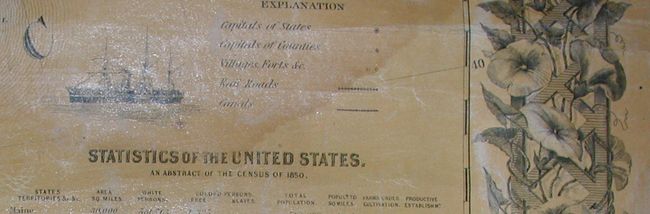 C
EXPLANATION
Capitals of States
Capitals of Counties
Villages, Forts &c.
Rail Roads
Canals
40
STATISTICS OF THE UNITED STATES.
AN ABSTRACT OF THE CENSUS OF 1850.
STATES TERRITORIES &c. AREA SQ. MILES. WHITE PERSONS. COLORED PERSONS. FREE. SLAVES. TOTAL POPULATION. POPUL'TO SQ. MILES FARMS UNDER CULTIVATION. PRODUCTIVE ESTABLISHM'
Maine